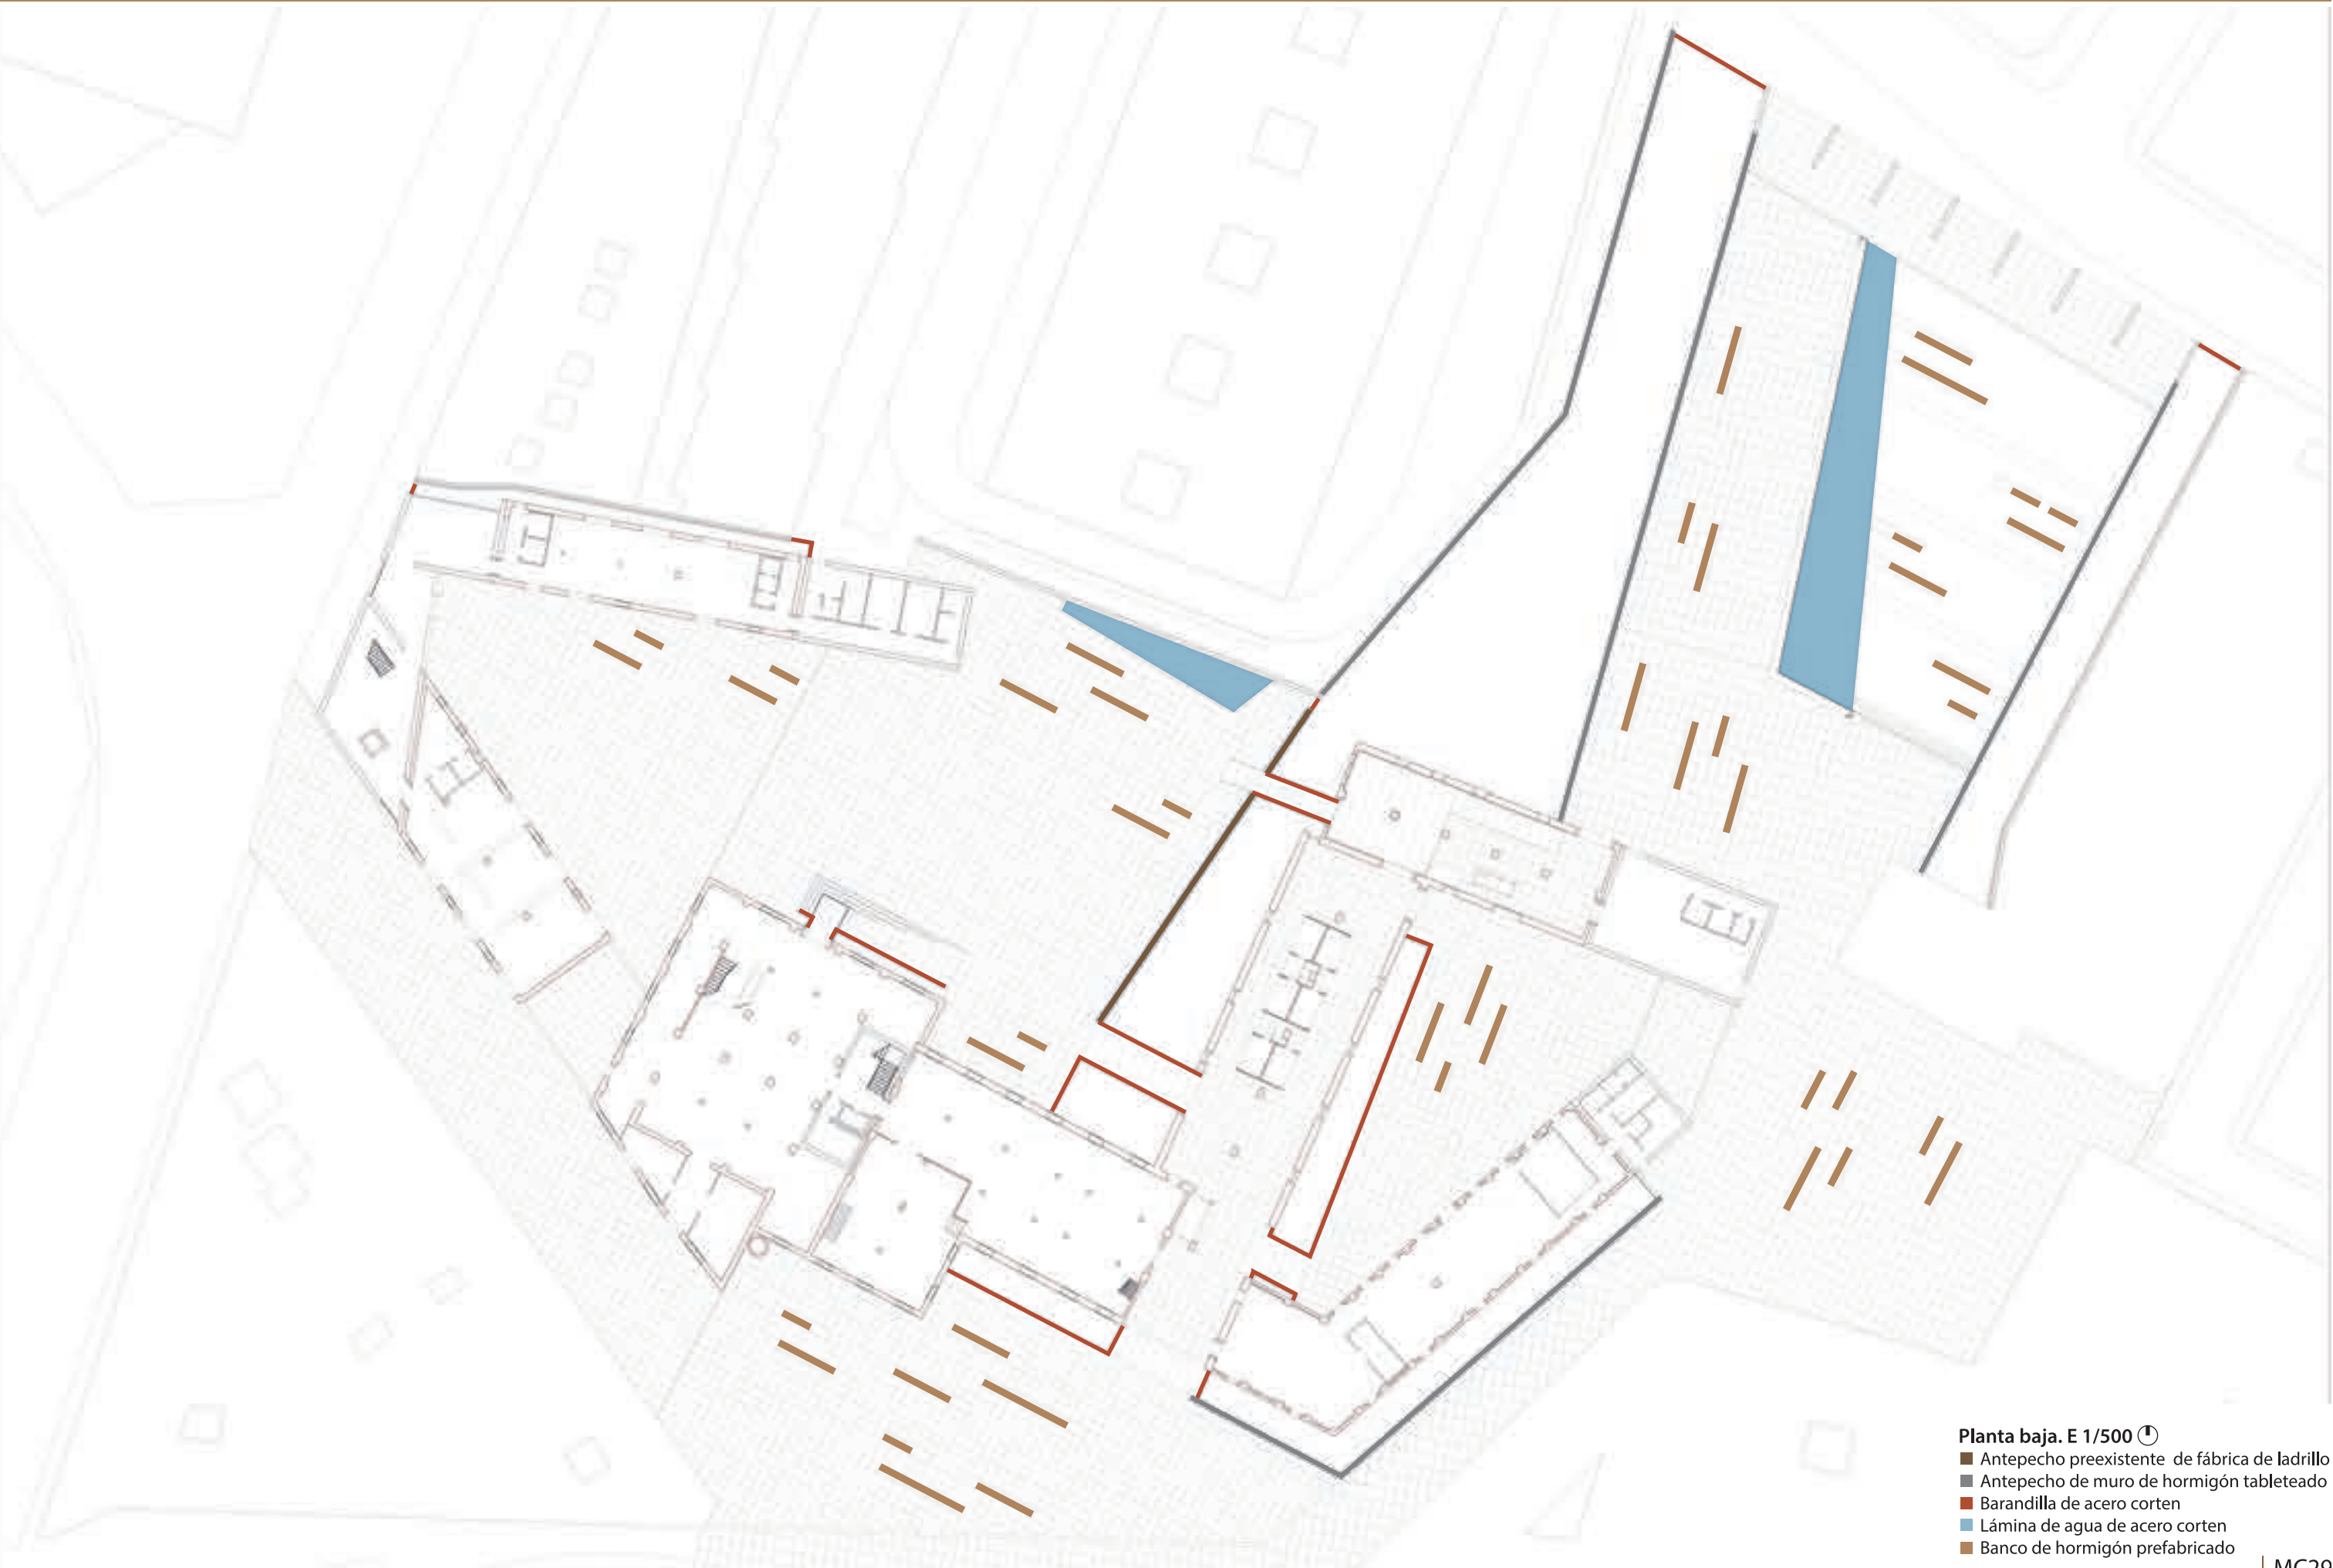 Planta baja. E 1/500
Antepecho preexistente de fábrica de ladrillo
Antepecho de muro de hormigón tableteado
Barandilla de acero corten
Lámina de agua de acero corten
Banco de hormigón prefabricado
MC29